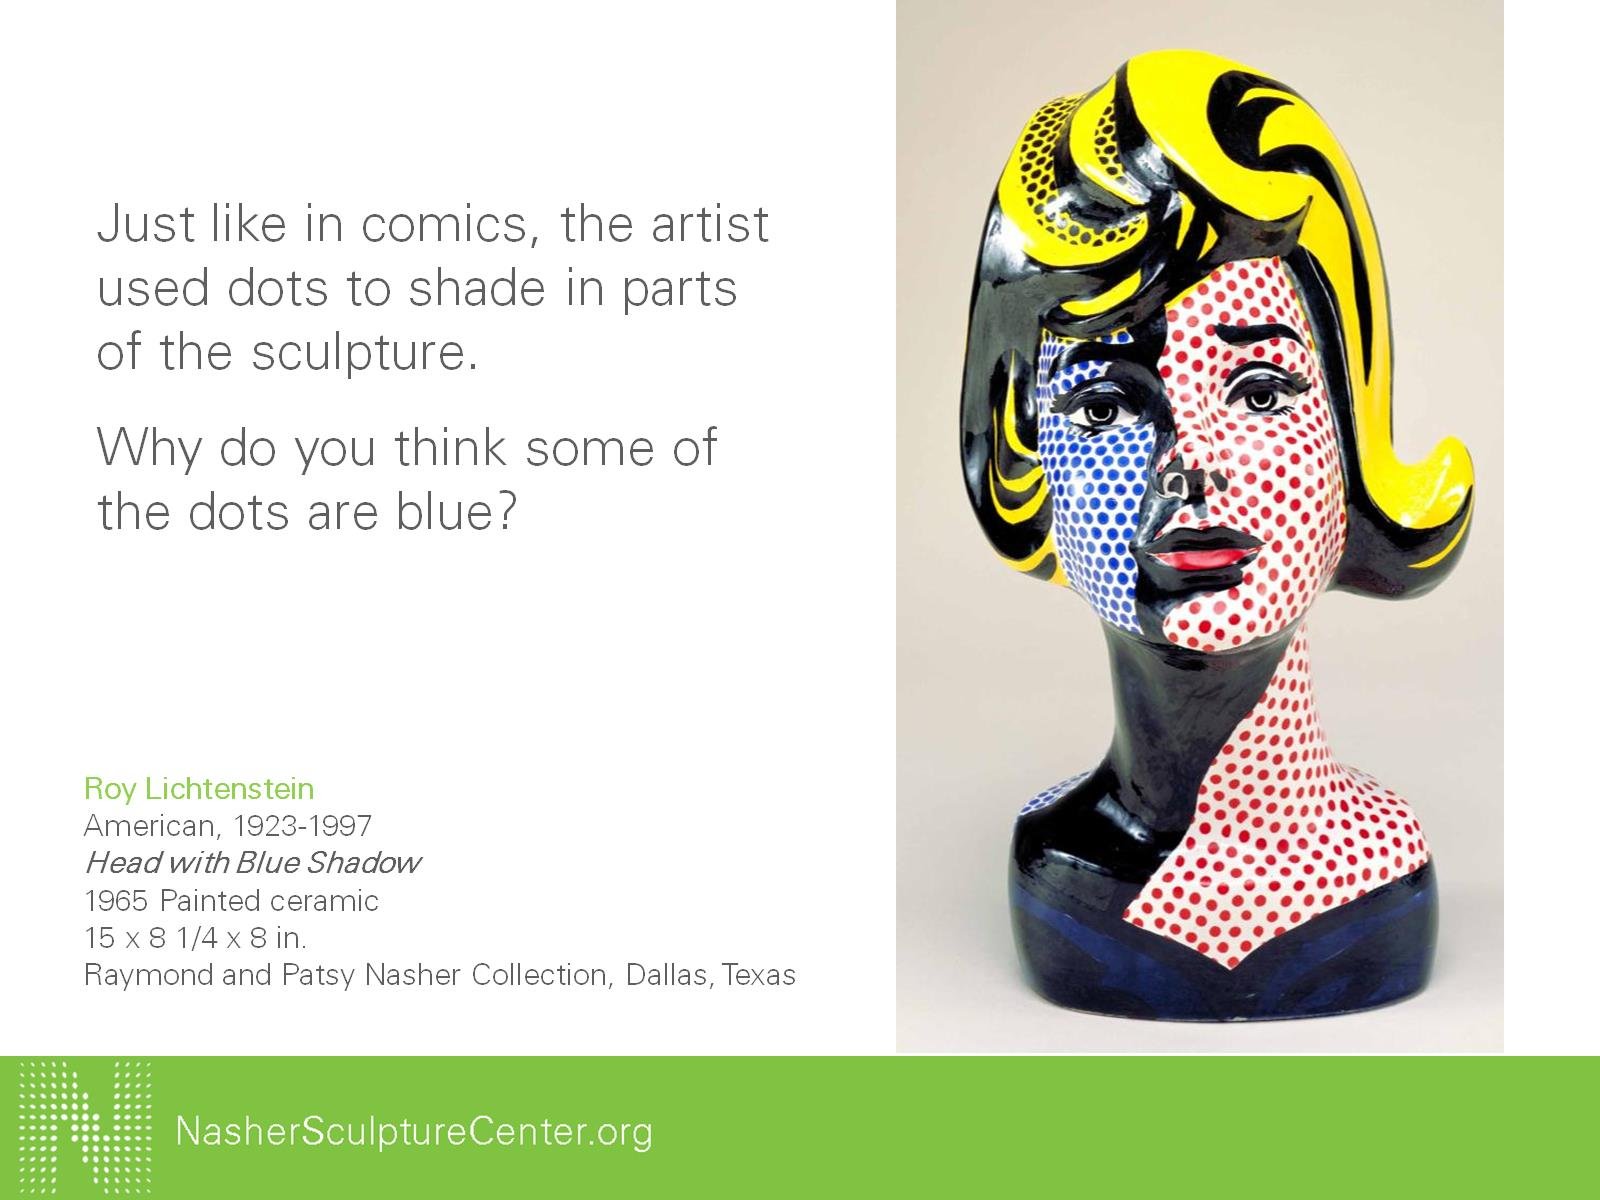 Just like in comics, the artist
used dots to shade in parts
of the sculpture.
Why do you think some of
the dots are blue?
Roy Lichtenstein
American, 1923-1997
Head with Blue Shadow
1965 Painted ceramic
15 x 8 1/4 x 8 in.
Raymond and Patsy Nasher Collection, Dallas, Texas
N
NasherSculptureCenter.org